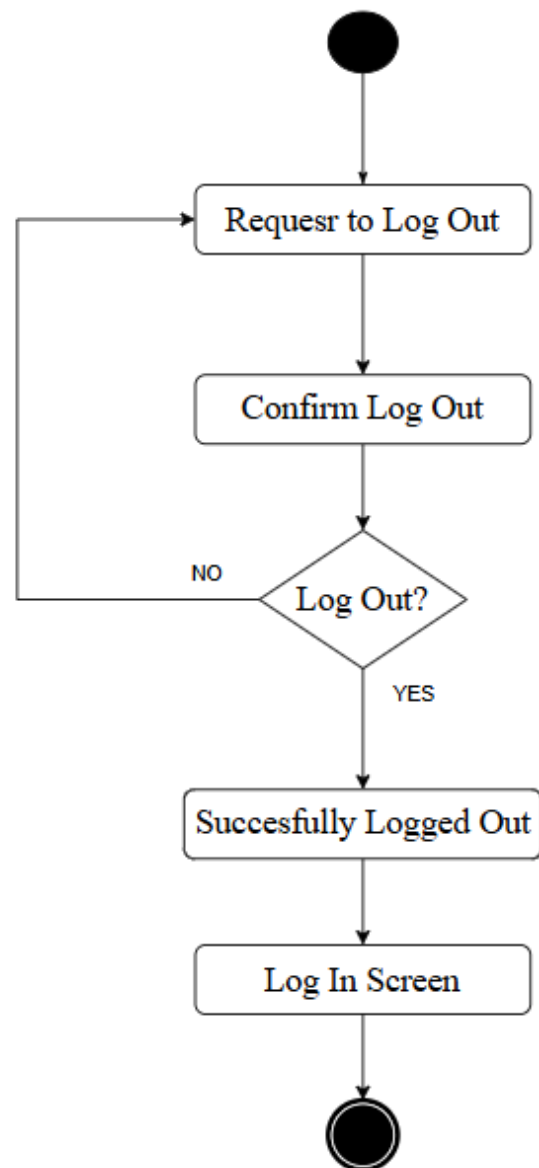 Requesr to Log Out
Confirm Log Out
NO
Log Out?
YES
Succesfully Logged Out
Log In Screen